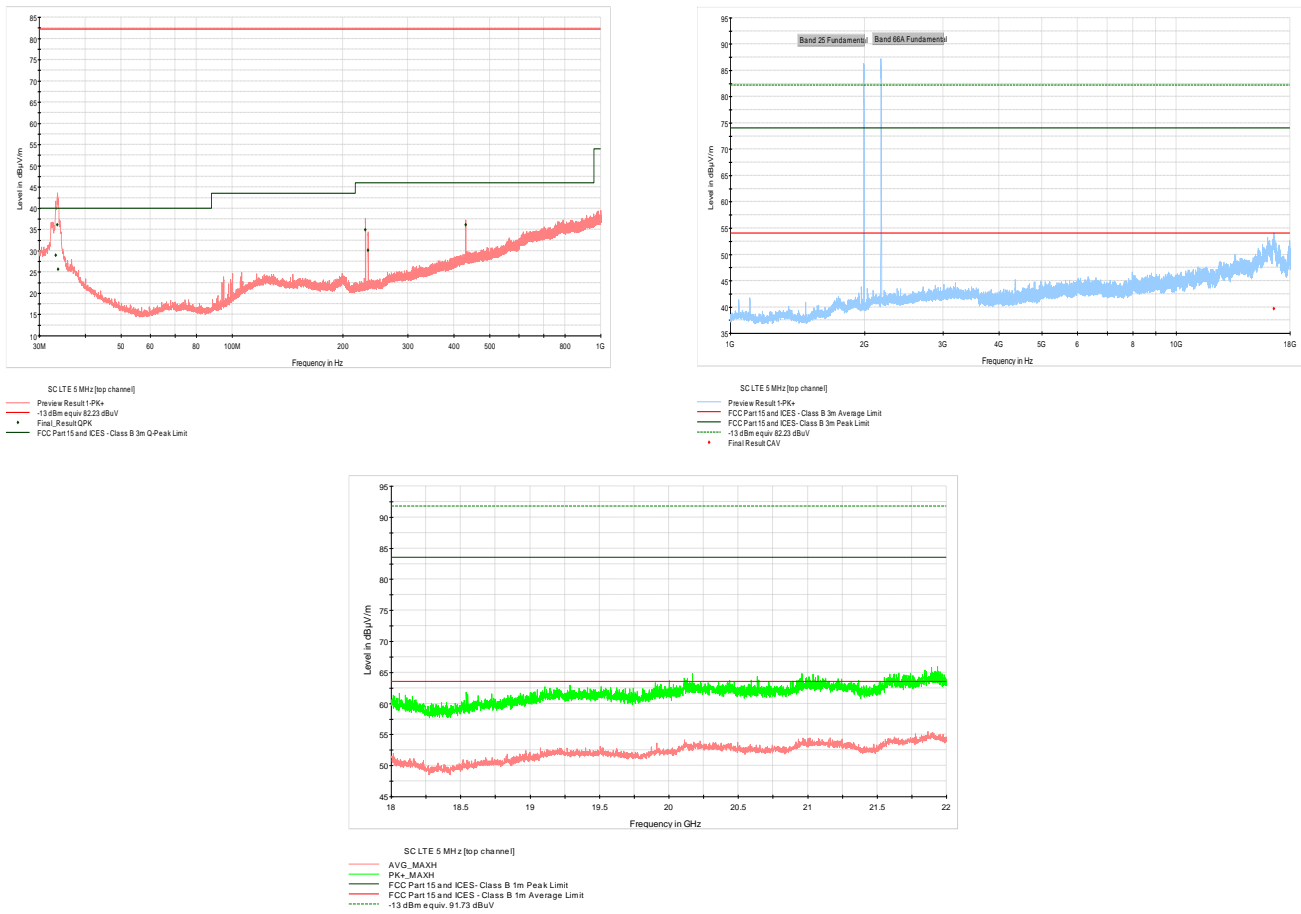 85
80
75
70
65
60
55
50
45
40
35
30
25
20
15
10
Level in dBµV/m
30M 50 60 80 100M 200 300 400 500 800 1G
Frequency in Hz
SC LTE 5 MHz [top channel]
Preview Result 1-PK+
-13 dBm equiv 82.23 dBuV
Final_Result QPK
FCC Part 15 and ICES - Class B 3m Q-Peak Limit
95
90
85
80
75
70
65
60
55
50
45
40
35
Level in dBµV/m
Band 25 Fundamental
Band 66A Fundamental
1G 2G 3G 4G 5G 6 8 10G 18G
Frequency in Hz
SC LTE 5 MHz [top channel]
Preview Result 1-PK+
FCC Part 15 and ICES - Class B 3m Average Limit
FCC Part 15 and ICES- Class B 3m Peak Limit
-13 dBm equiv 82.23 dBuV
Final Result CAV
95
90
85
80
75
70
65
60
55
50
45
Level in dBµV/m
18 18.5 19 19.5 20 20.5 21 21.5 22
Frequency in GHz
SC LTE 5 MHz [top channel]
AVG_MAXH
PK+_MAXH
FCC Part 15 and ICES- Class B 1m Peak Limit
FCC Part 15 and ICES - Class B 1m Average Limit
-13 dBm equiv. 91.73 dBuV